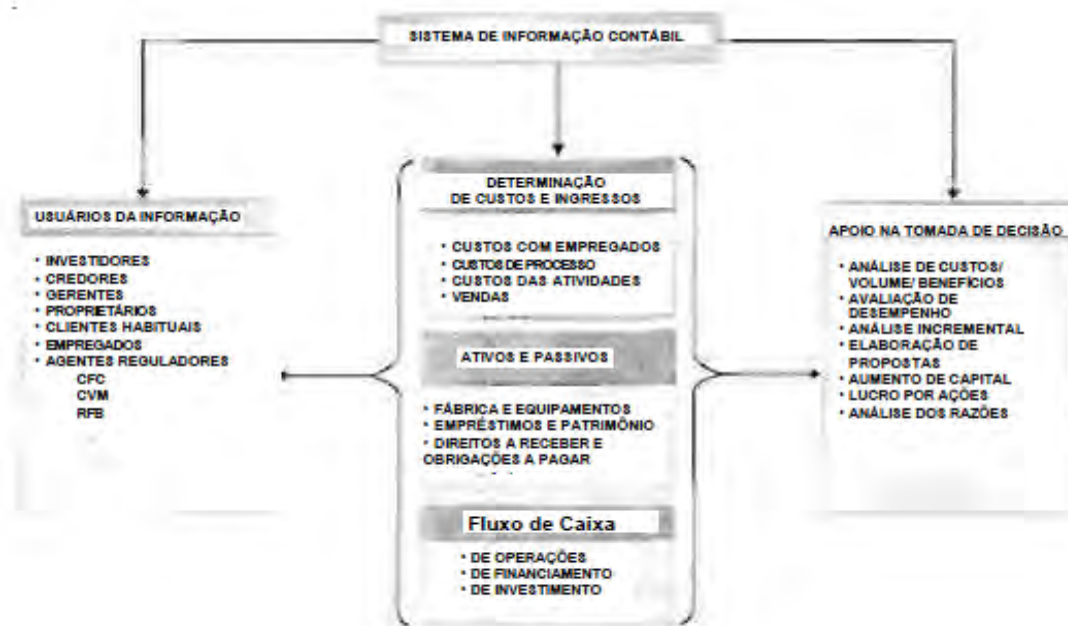 SISTEMA DE INFORMAÇÃO CONTÁBIL
USUÁRIOS DA INFORMAÇÃO
• INVESTIDORES
• CREDORES
• GERENTES
• PROPRIETÁRIOS
• CLIENTES HABITUAIS
• EMPREGADOS
• AGENTES REGULADORES
CFC
CVM
RFB
DETERMINAÇÃO
DE CUSTOS E INGRESSOS
• CUSTOS COM EMPREGADOS
• CUSTOS DE PROCESSO
• CUSTOS DAS ATIVIDADES
• VENDAS
ATIVOS E PASSIVOS
• FÁBRICA E EQUIPAMENTOS
• EMPRÉSTIMOS E PATRIMÔNIO
• DIREITOS A RECEBER E
OBRIGAÇÕES A PAGAR
Fluxo de Caixa
• DE OPERAÇÕES
• DE FINANCIAMENTO
• DE INVESTIMENTO
APOIO NA TOMADA DE DECISÃO
• ANÁLISE DE CUSTOS/
VOLUME/ BENEFÍCIOS
• AVALIAÇÃO DE
DESEMPENHO
• ANÁLISE INCREMENTAL
• ELABORAÇÃO DE
PROPOSTAS
• AUMENTO DE CAPITAL
• LUCRO POR AÇÕES
• ANÁLISE DOS RAZÕES